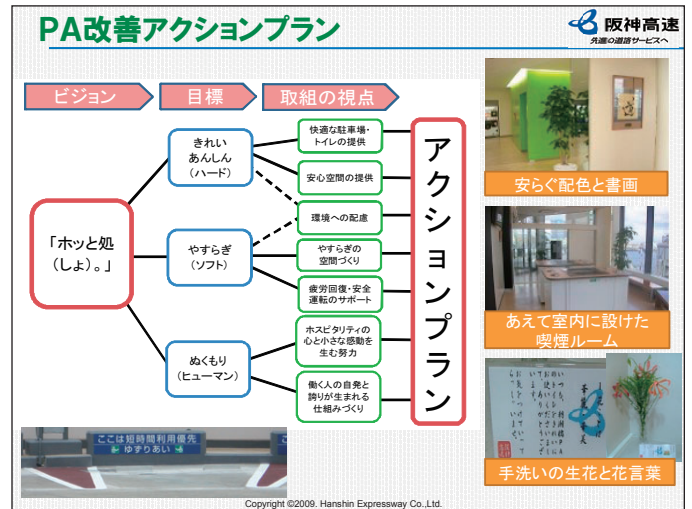 PA改善アクションプラン
阪神高速
先進の道路サービスへ
ビジョン
目標
取組の視点
「ホッと処
（しょ）。」
きれい
あんしん
（ハード）
やすらぎ
（ソフト）
ぬくもり
（ヒューマン）
快適な駐車場・
トイレの提供
安心空間の提供
環境への配慮
やすらぎの
空間づくり
疲労回復・安全
運転のサポート
ホスピタリティの
心と小さな感動を
生む努力
働く人の自発と
誇りが生まれる
仕組みづくり
アクションプラン
安らぐ配色と書画
あえて室内に設けた
喫煙ルーム
手洗いの生花と花言葉
ここは短時間利用優先
ゆずりあい
Copyright ©2009. Hanshin Expressway Co.,Ltd.